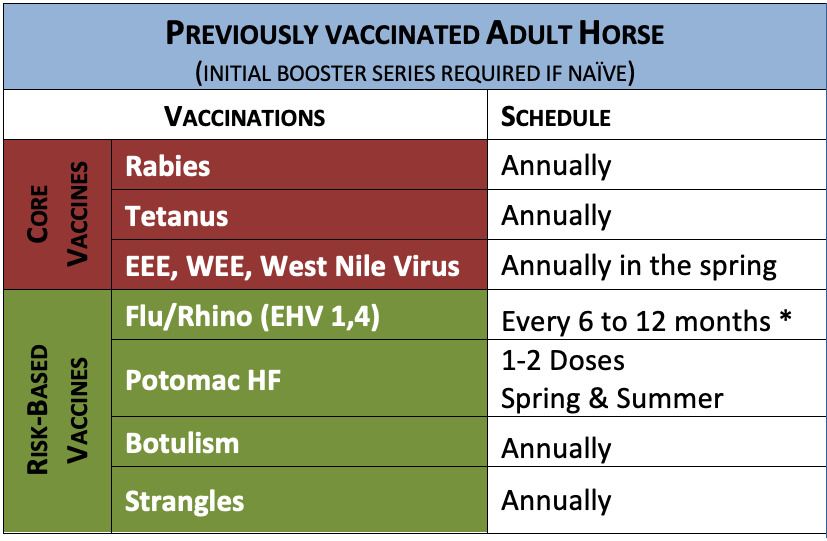 PREVIOUSLY VACCINATED ADULT HORSE
(INITIAL BOOSTER SERIES REQUIRED IF NAÏVE)
VACCINATIONS SCHEDULE
CORE
VACCINES
Rabies Annually
Tetanus Annually
EEE, WEE, West Nile Virus Annually in the spring
RISK-BASED
VACCINES
Flu/Rhino (EHV 1,4) Every 6 to 12 months *
Potomac HF 1-2 Doses
Spring & Summer
Botulism Annually
Strangles Annually